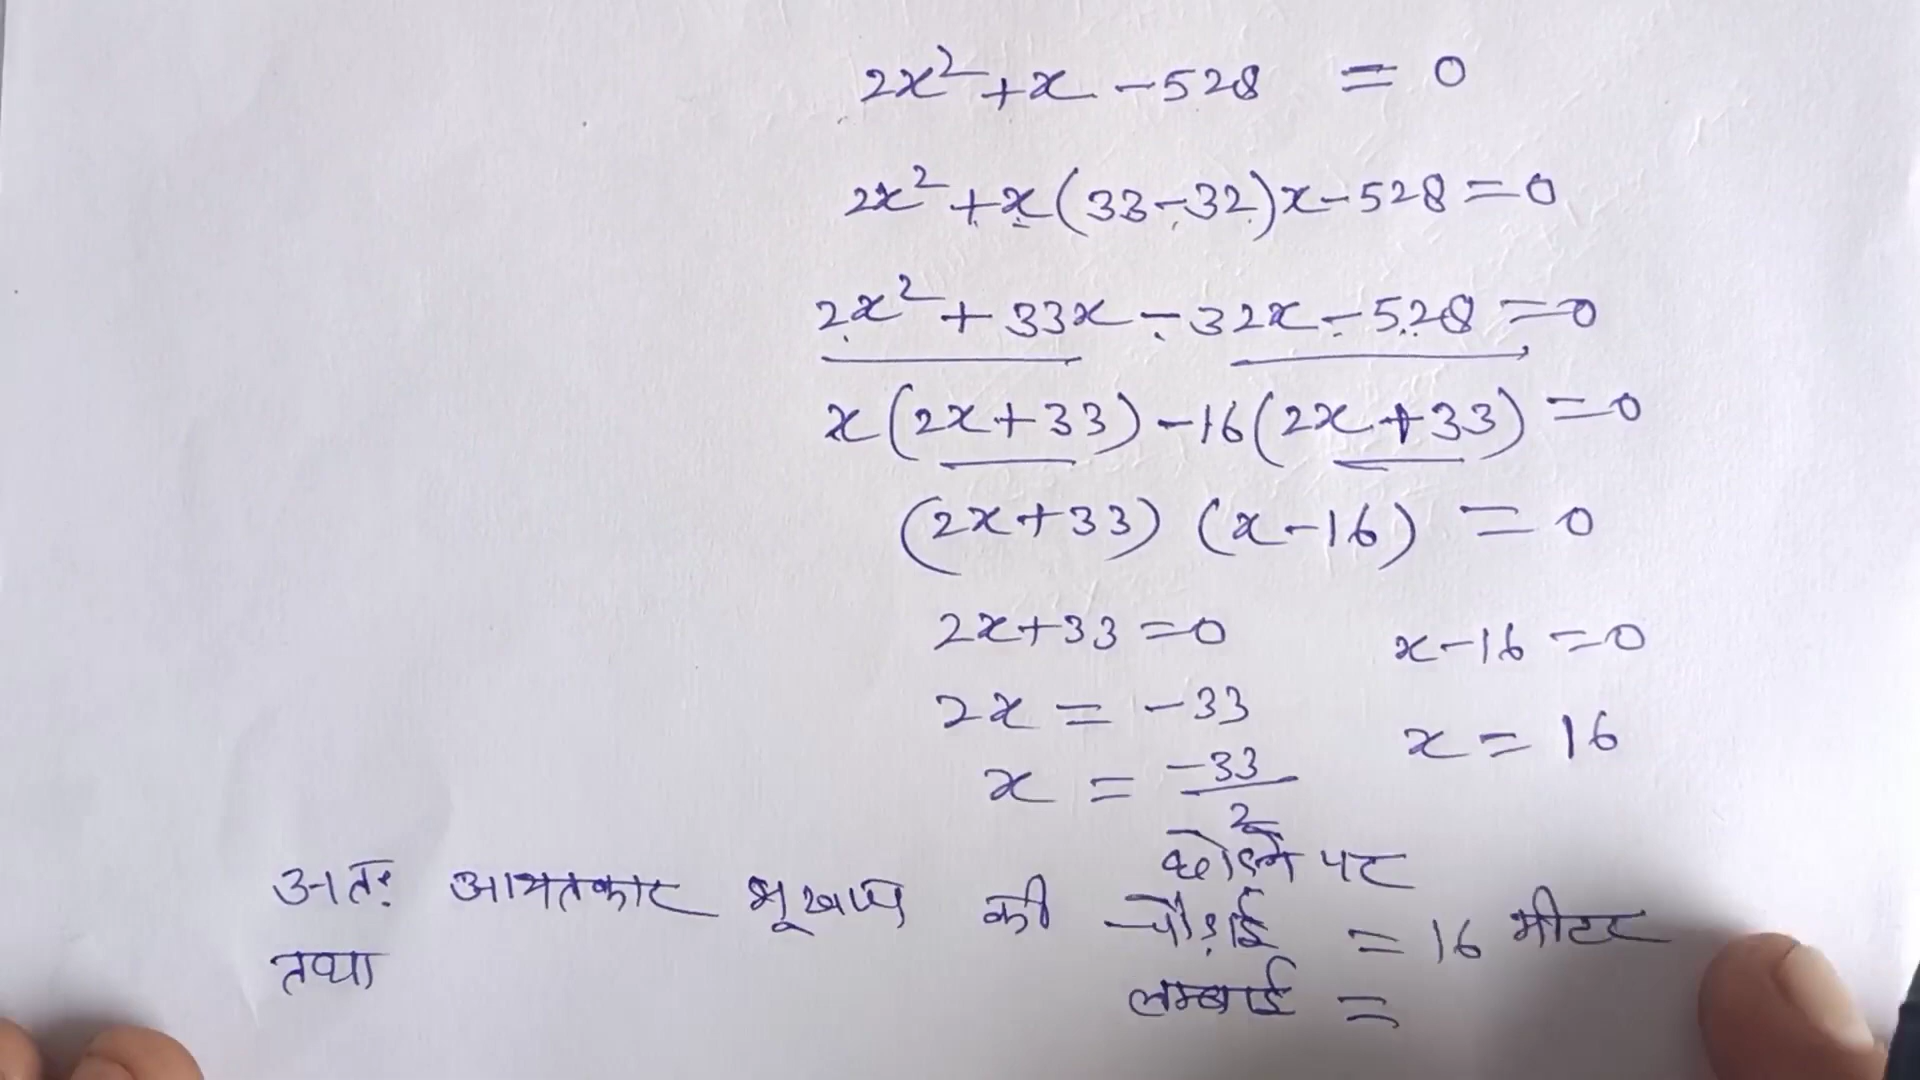 2x² + x - 528 = 0
2x² + x(33-32)x - 528 = 0
2x² + 33x - 32x - 528 = 0
x(2x+33) - 16(2x+33) = 0
(2x+33) (x-16) = 0
2x+33 = 0 x-16 = 0
2x = -33 x = 16
x = -33/2
छोड़ने पर
अतः आयतकार भूखण्ड की चौड़ाई = 16 मीटर
तथा लम्बाई =